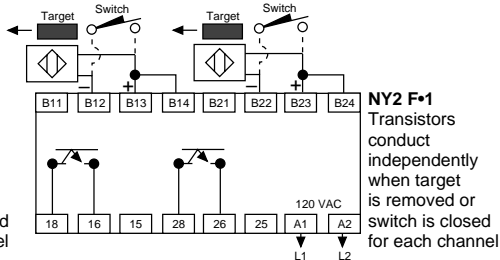 Target Switch Target Switch
− + − +
B11 B12 B13 B14 B21 B22 B23 B24
NY2 F•1
Transistors
conduct
independently
when target
is removed or
switch is closed
for each channel
120 VAC
18 16 15 28 26 25 A1 A2
d
el
L1 L2